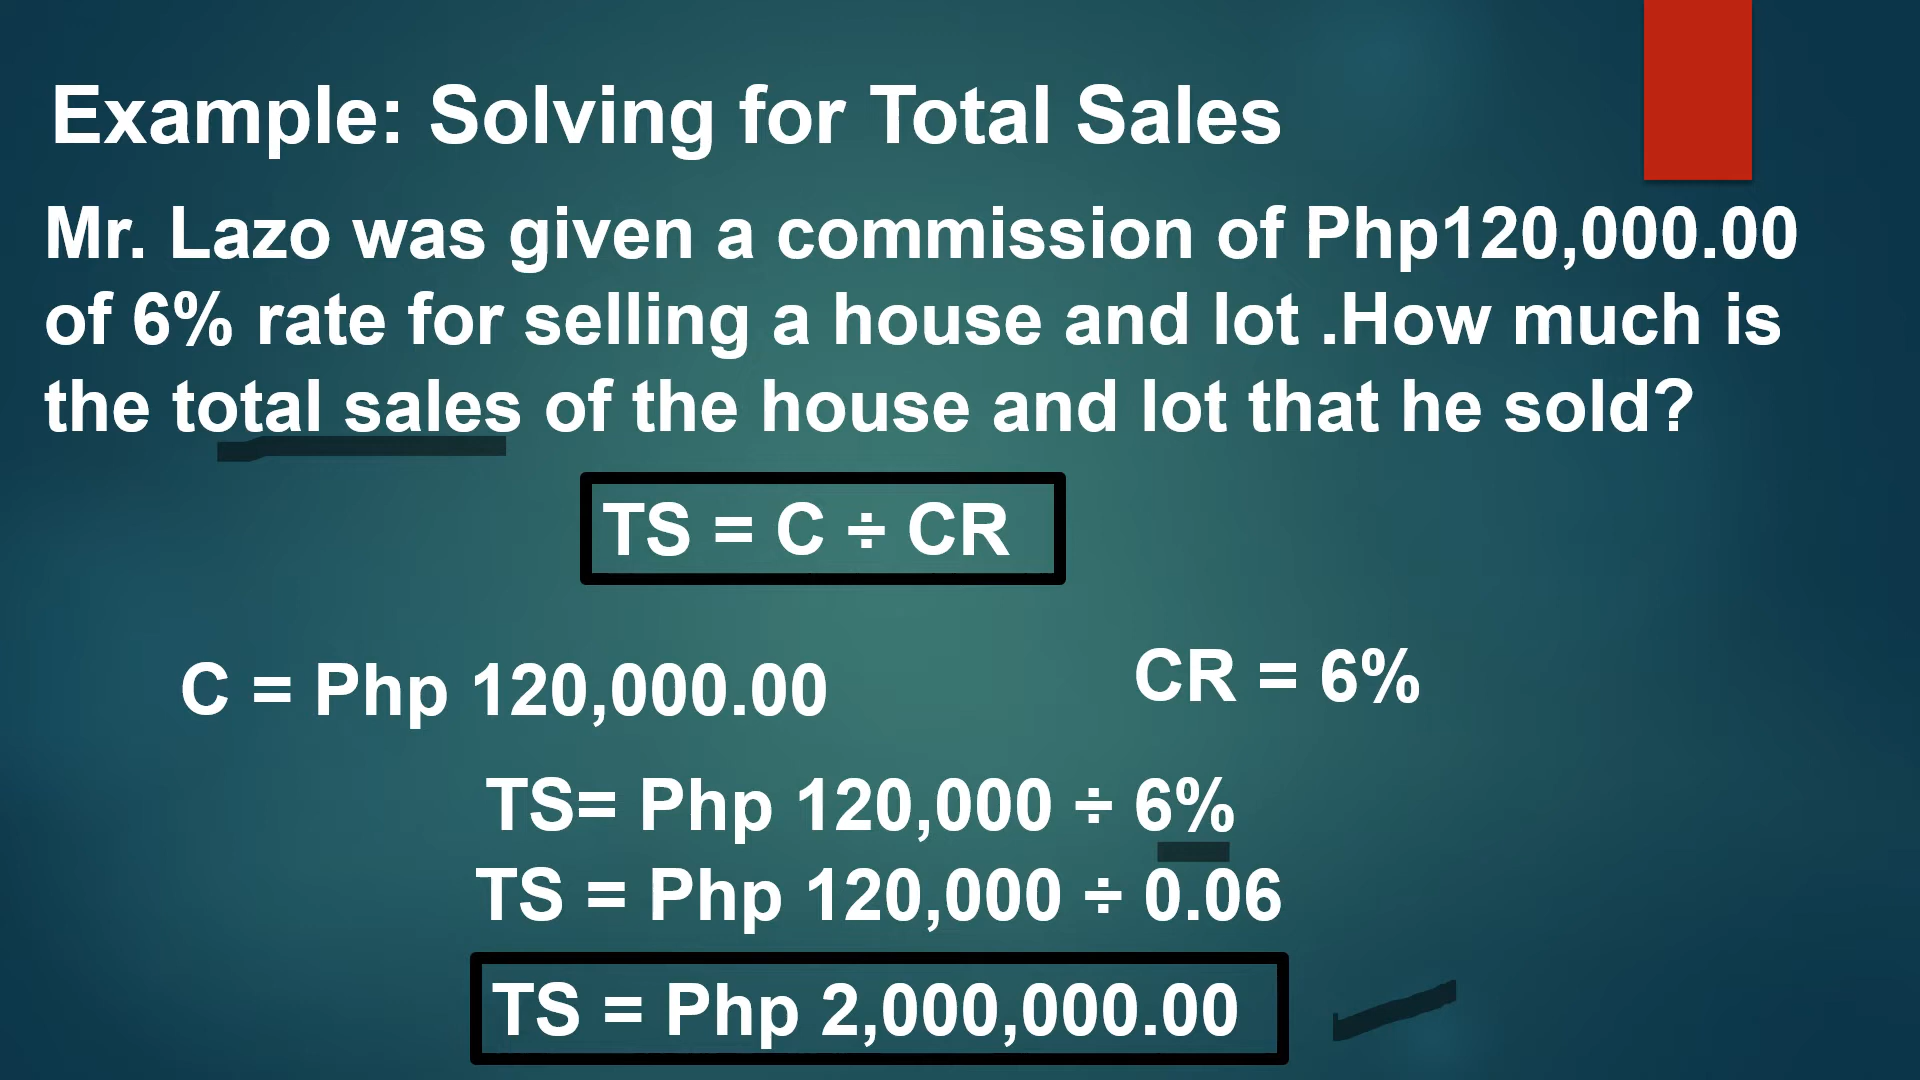 Example: Solving for Total Sales
Mr. Lazo was given a commission of Php120,000.00
of 6% rate for selling a house and lot .How much is
the total sales of the house and lot that he sold?
TS = C ÷ CR
C = Php 120,000.00
CR = 6%
TS= Php 120,000 ÷ 6%
TS = Php 120,000 ÷ 0.06
TS = Php 2,000,000.00